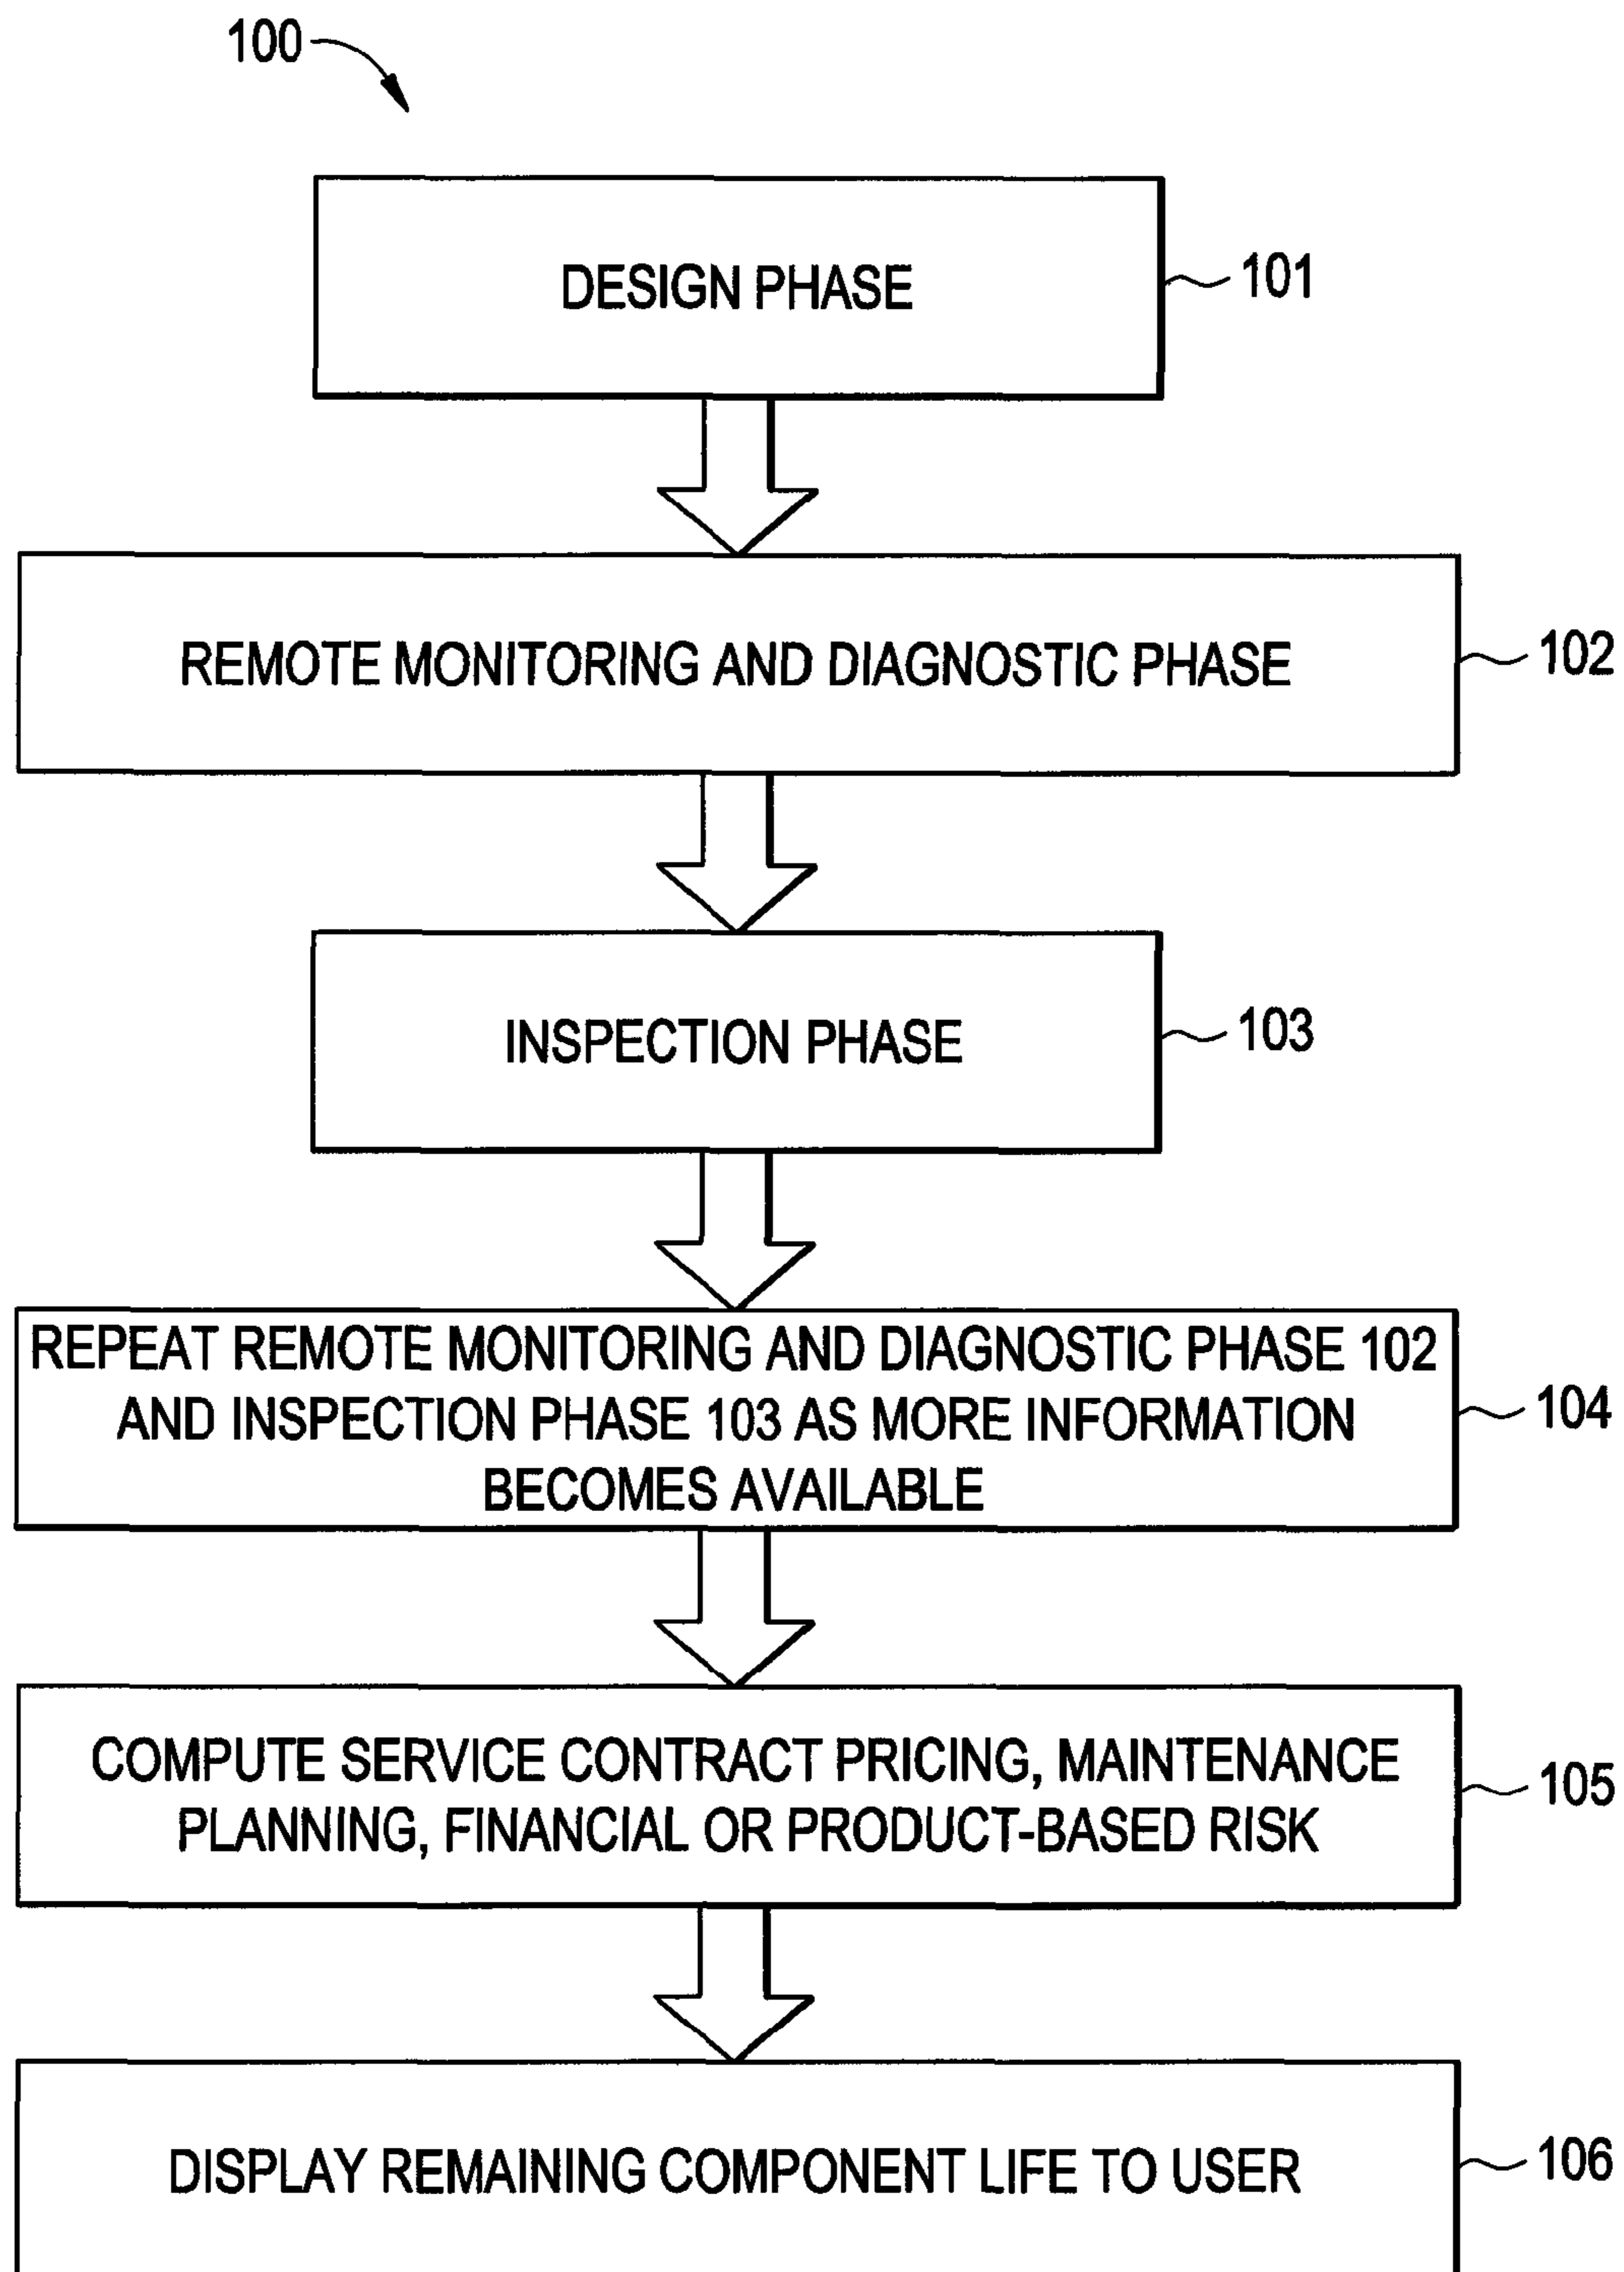 100
DESIGN PHASE
101
REMOTE MONITORING AND DIAGNOSTIC PHASE
102
INSPECTION PHASE
103
REPEAT REMOTE MONITORING AND DIAGNOSTIC PHASE 102
AND INSPECTION PHASE 103 AS MORE INFORMATION
BECOMES AVAILABLE
104
COMPUTE SERVICE CONTRACT PRICING, MAINTENANCE
PLANNING, FINANCIAL OR PRODUCT-BASED RISK
105
DISPLAY REMAINING COMPONENT LIFE TO USER
106